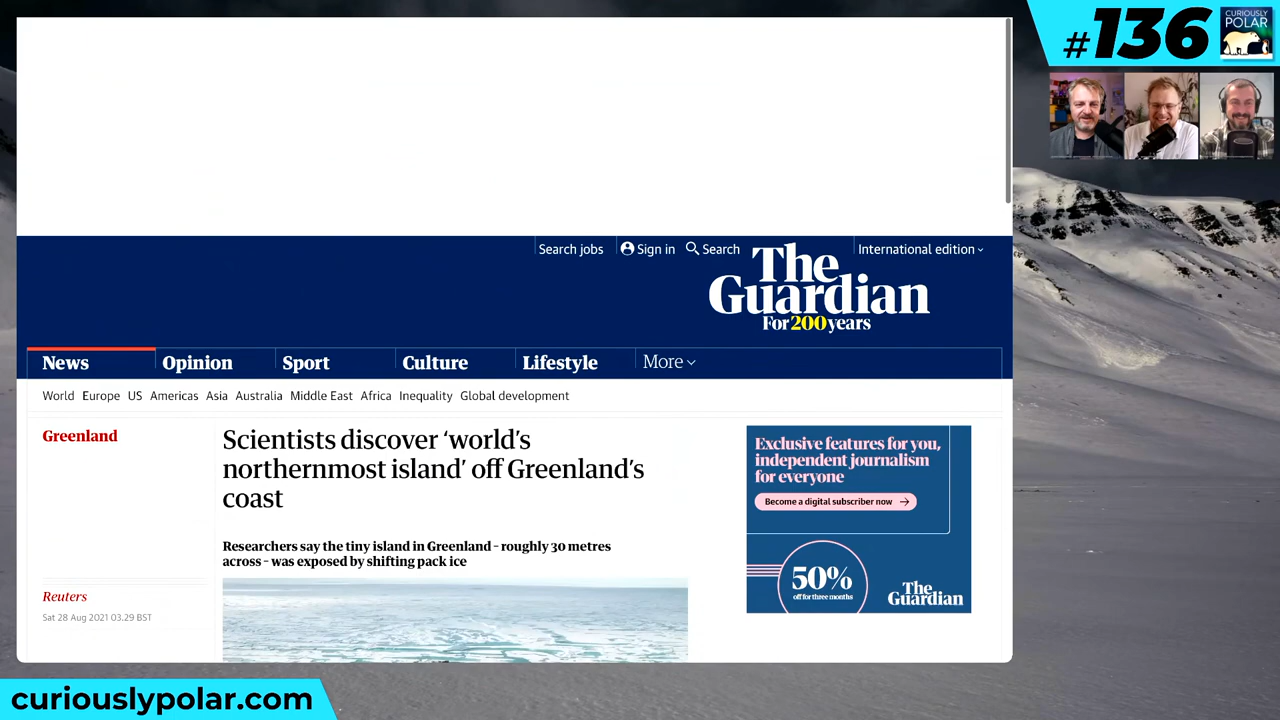 #136
CURIOUSLY
POLAR
Search jobs
Sign in
Search
International edition
The
Guardian
For 200 years
News
Opinion
Sport
Culture
Lifestyle
More
World Europe US Americas Asia Australia Middle East Africa Inequality Global development
Greenland
Scientists discover ‘world’s
northernmost island’ off Greenland’s
coast
Researchers say the tiny island in Greenland – roughly 30 metres
across – was exposed by shifting pack ice
Reuters
Sat 28 Aug 2021 03.29 BST
Exclusive features for you,
independent journalism
for everyone
Become a digital subscriber now
50%
off for three months
The
Guardian
curiouslypolar.com